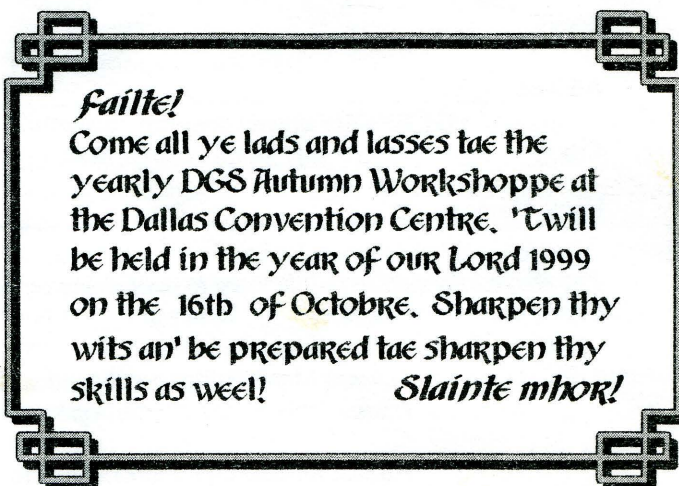 Failte!
Come all ye lads and lasses tae the
yearly DGS Autumn Workshoppe at
the Dallas Convention Centre. 'Twill
be held in the year of our Lord 1999
on the 16th of Octobre. Sharpen thy
wits an' be prepared tae sharpen thy
skills as weel! Slainte mhor!